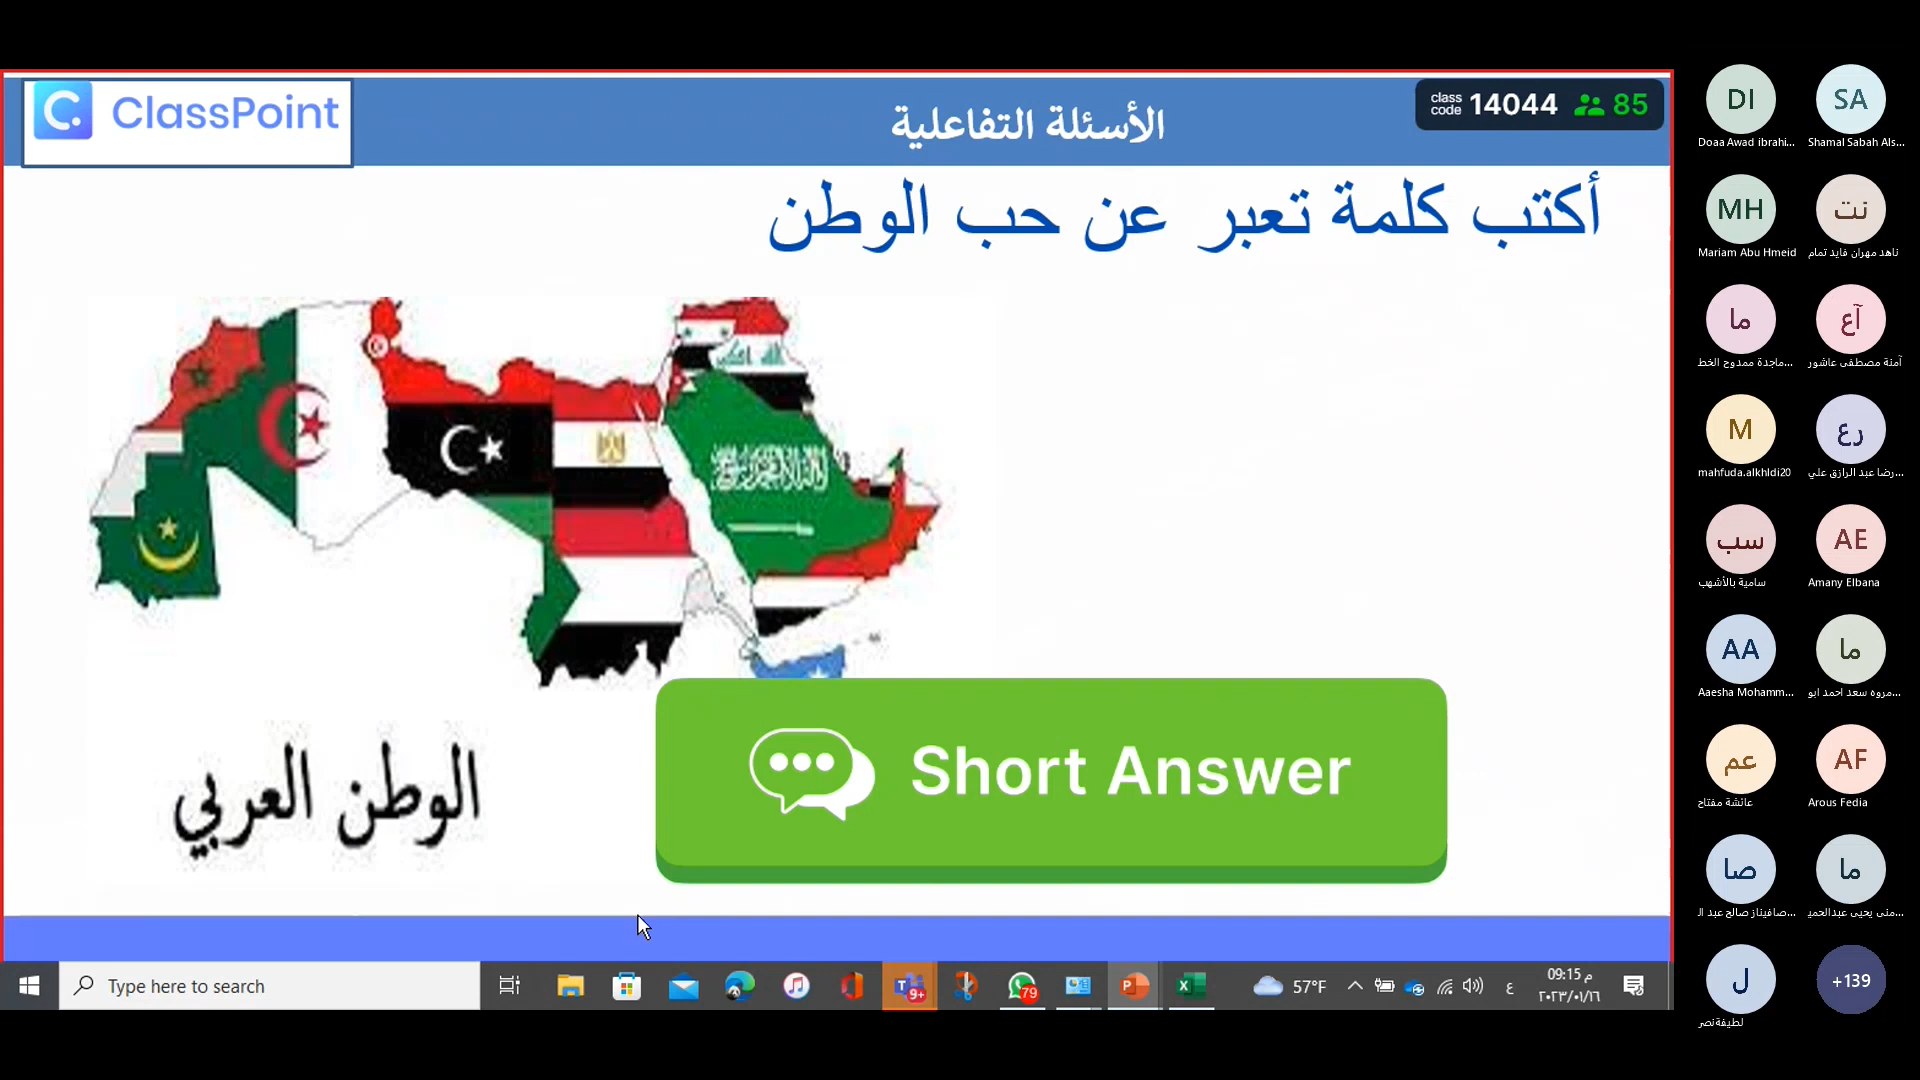 ClassPoint
الأسئلة التفاعلية
class code 14044 85
أكتب كلمة تعبر عن حب الوطن
الوطن العربي
Short Answer
Type here to search
9+
79
57°F
ع
09:15 م
٢٠٢٣/٠١/١٦
DI
Doaa Awad ibrahi...
SA
Shamal Sabah Als...
MH
Mariam Abu Hmeid
نت
ناهد مهران فايد تمام
ما
ماجدة ممدوح الخط...
آع
آمنة مصطفى عاشور
M
mahfuda.alkhldi20
رع
رضا عبد الرازق علي...
سب
سامية بالأشهب
AE
Amany Elbana
AA
Aaesha Mohamm...
ما
مروه سعد احمد ابو...
عم
عائشة مفتاح
AF
Arous Fedia
صا
صافيناز صالح عبد ال...
ما
منى يحيى عبدالحمي...
ل
لطيفةنصر
+139